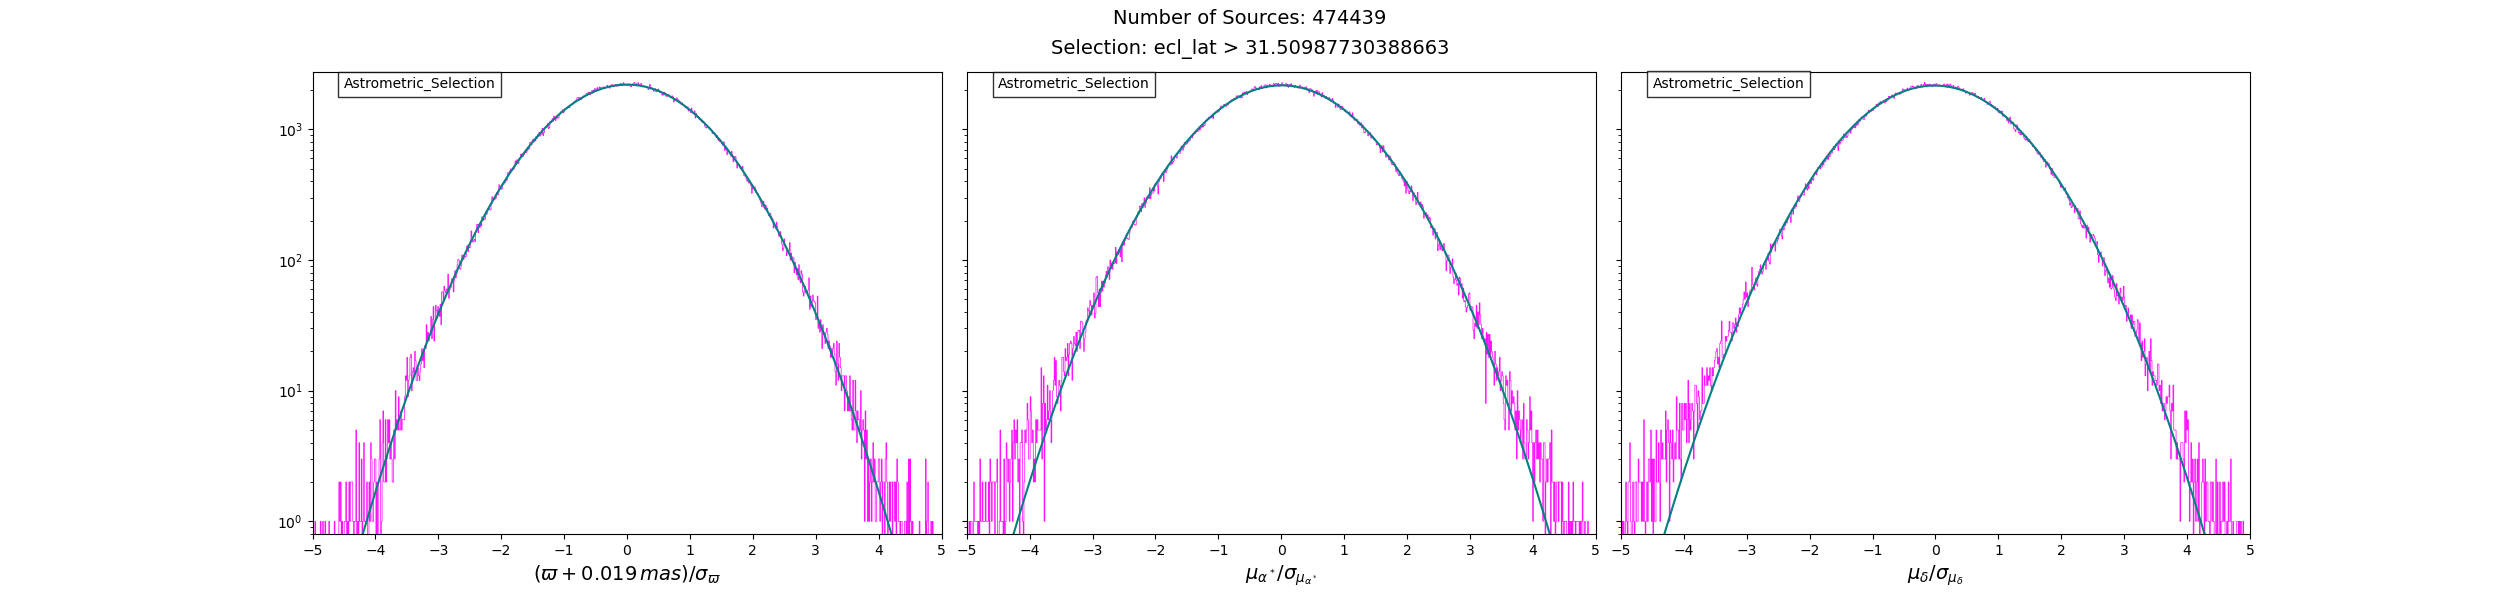 Number of Sources: 474439
Selection: ecl_lat > 31.50987730388663
Astrometric_Selection
Astrometric_Selection
Astrometric_Selection
10³
10²
10¹
10⁰
−5 −4 −3 −2 −1 0 1 2 3 4 5
−5 −4 −3 −2 −1 0 1 2 3 4 5
−5 −4 −3 −2 −1 0 1 2 3 4 5
(ϖ + 0.019 mas)/σ_ϖ
μ_α*/σ_μ_α*
μ_δ/σ_μ_δ